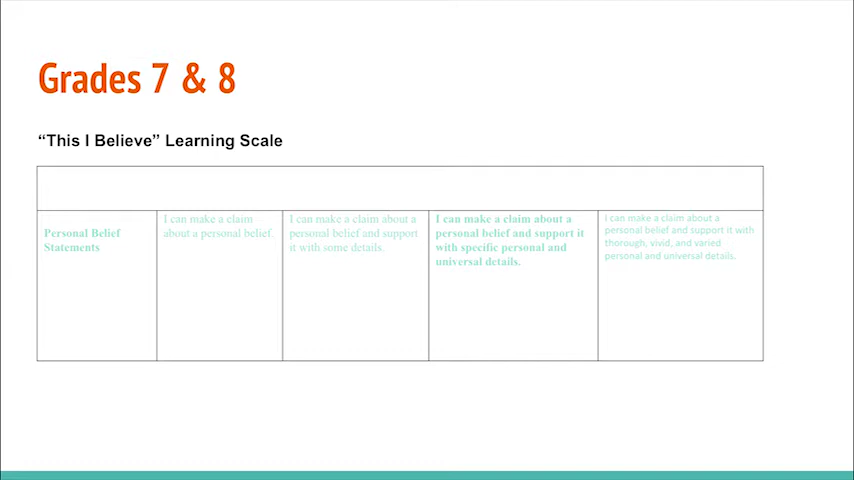 Grades 7 & 8
“This I Believe” Learning Scale
Personal Belief
Statements
I can make a claim
about a personal belief.
I can make a claim about a
personal belief and support
it with some details.
I can make a claim about a
personal belief and support it
with specific personal and
universal details.
I can make a claim about a
personal belief and support it with
thorough, vivid, and varied
personal and universal details.